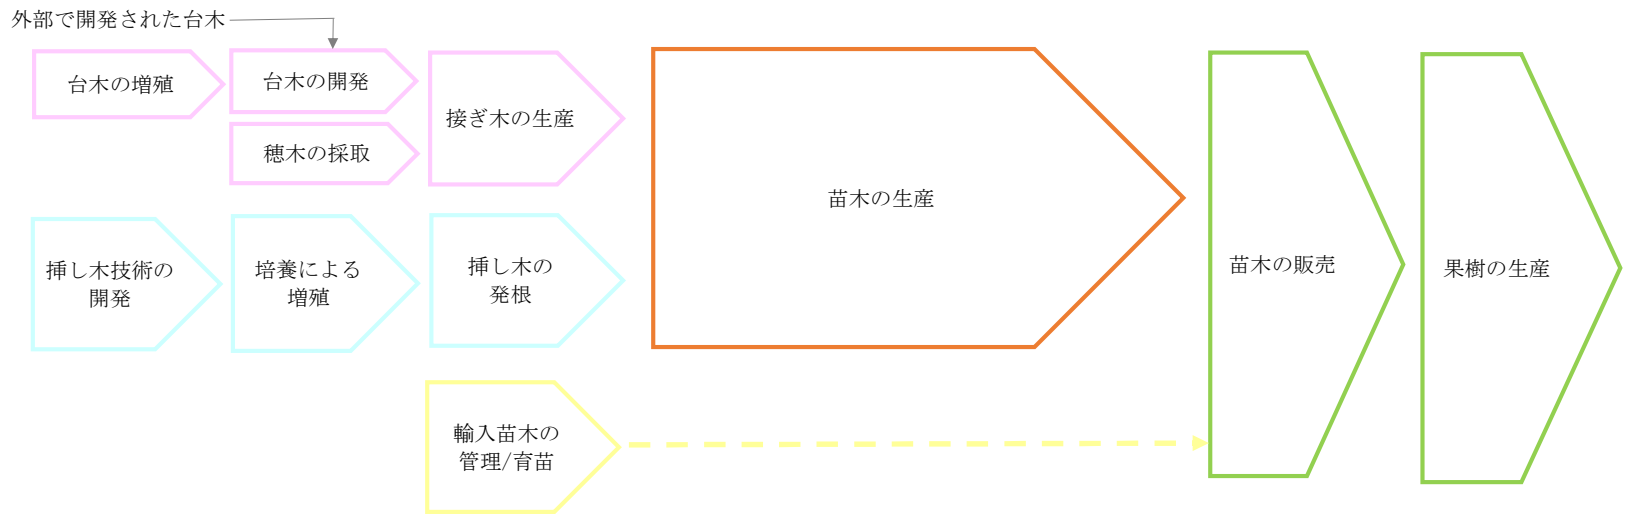 外部で開発された台木
台木の増殖
台木の開発
穂木の採取
接ぎ木の生産
挿し木技術の
開発
培養による
増殖
挿し木の
発根
輸入苗木の
管理/育苗
苗木の生産
苗木の販売
果樹の生産